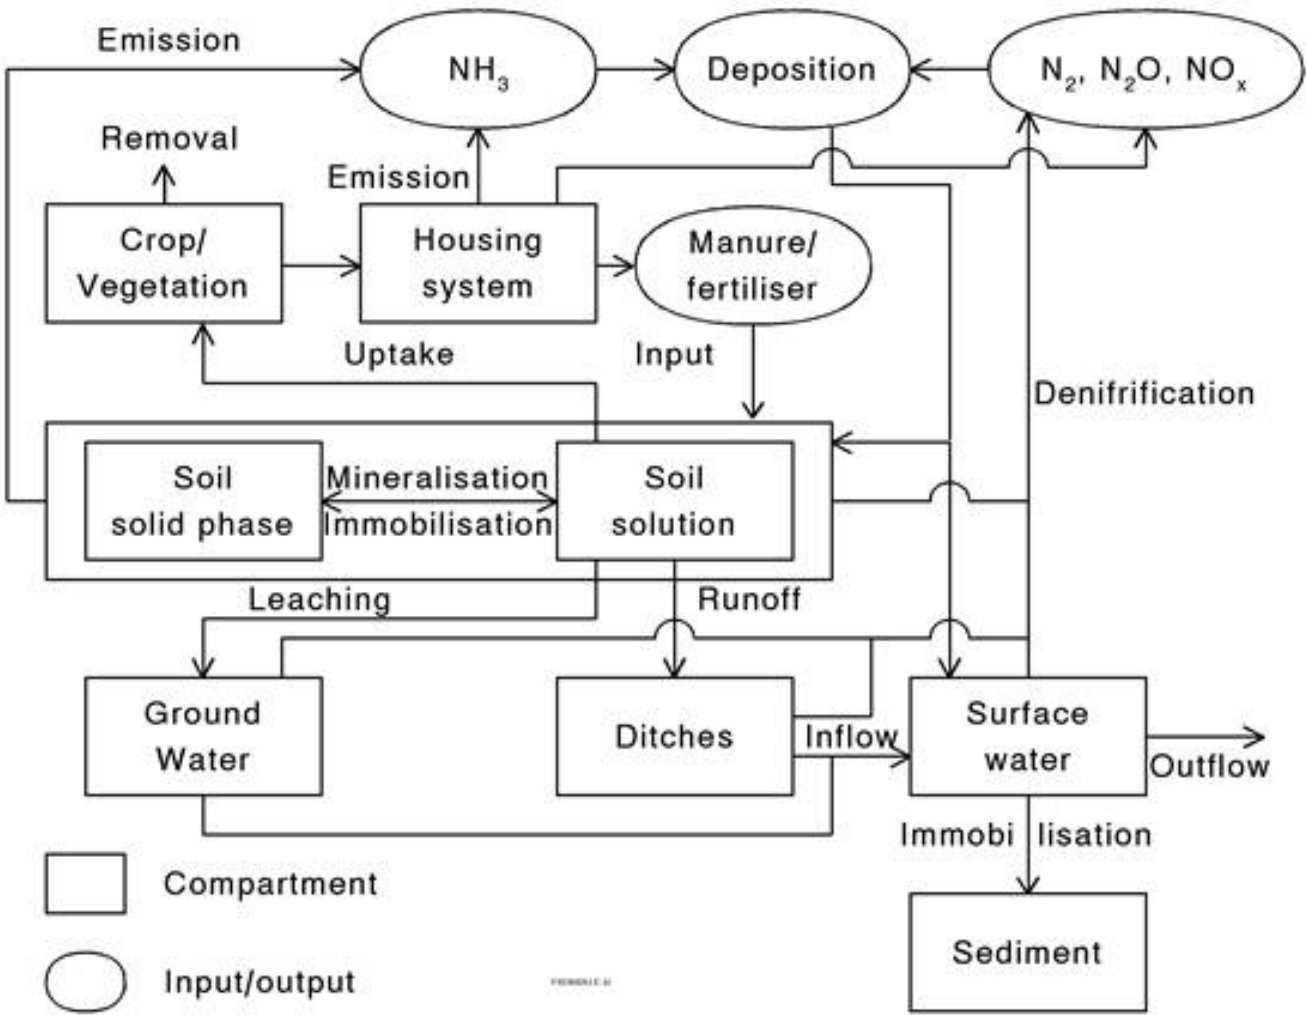 Emission
NH3
Deposition
N2, N2O, NOx
Removal
Emission
Crop/
Vegetation
Housing
system
Manure/
fertiliser
Uptake
Input
Denifrification
Soil
solid phase
Mineralisation
Immobilisation
Soil
solution
Leaching
Runoff
Ground
Water
Ditches
Inflow
Surface
water
Outflow
Immobi lisation
Compartment
Sediment
Input/output